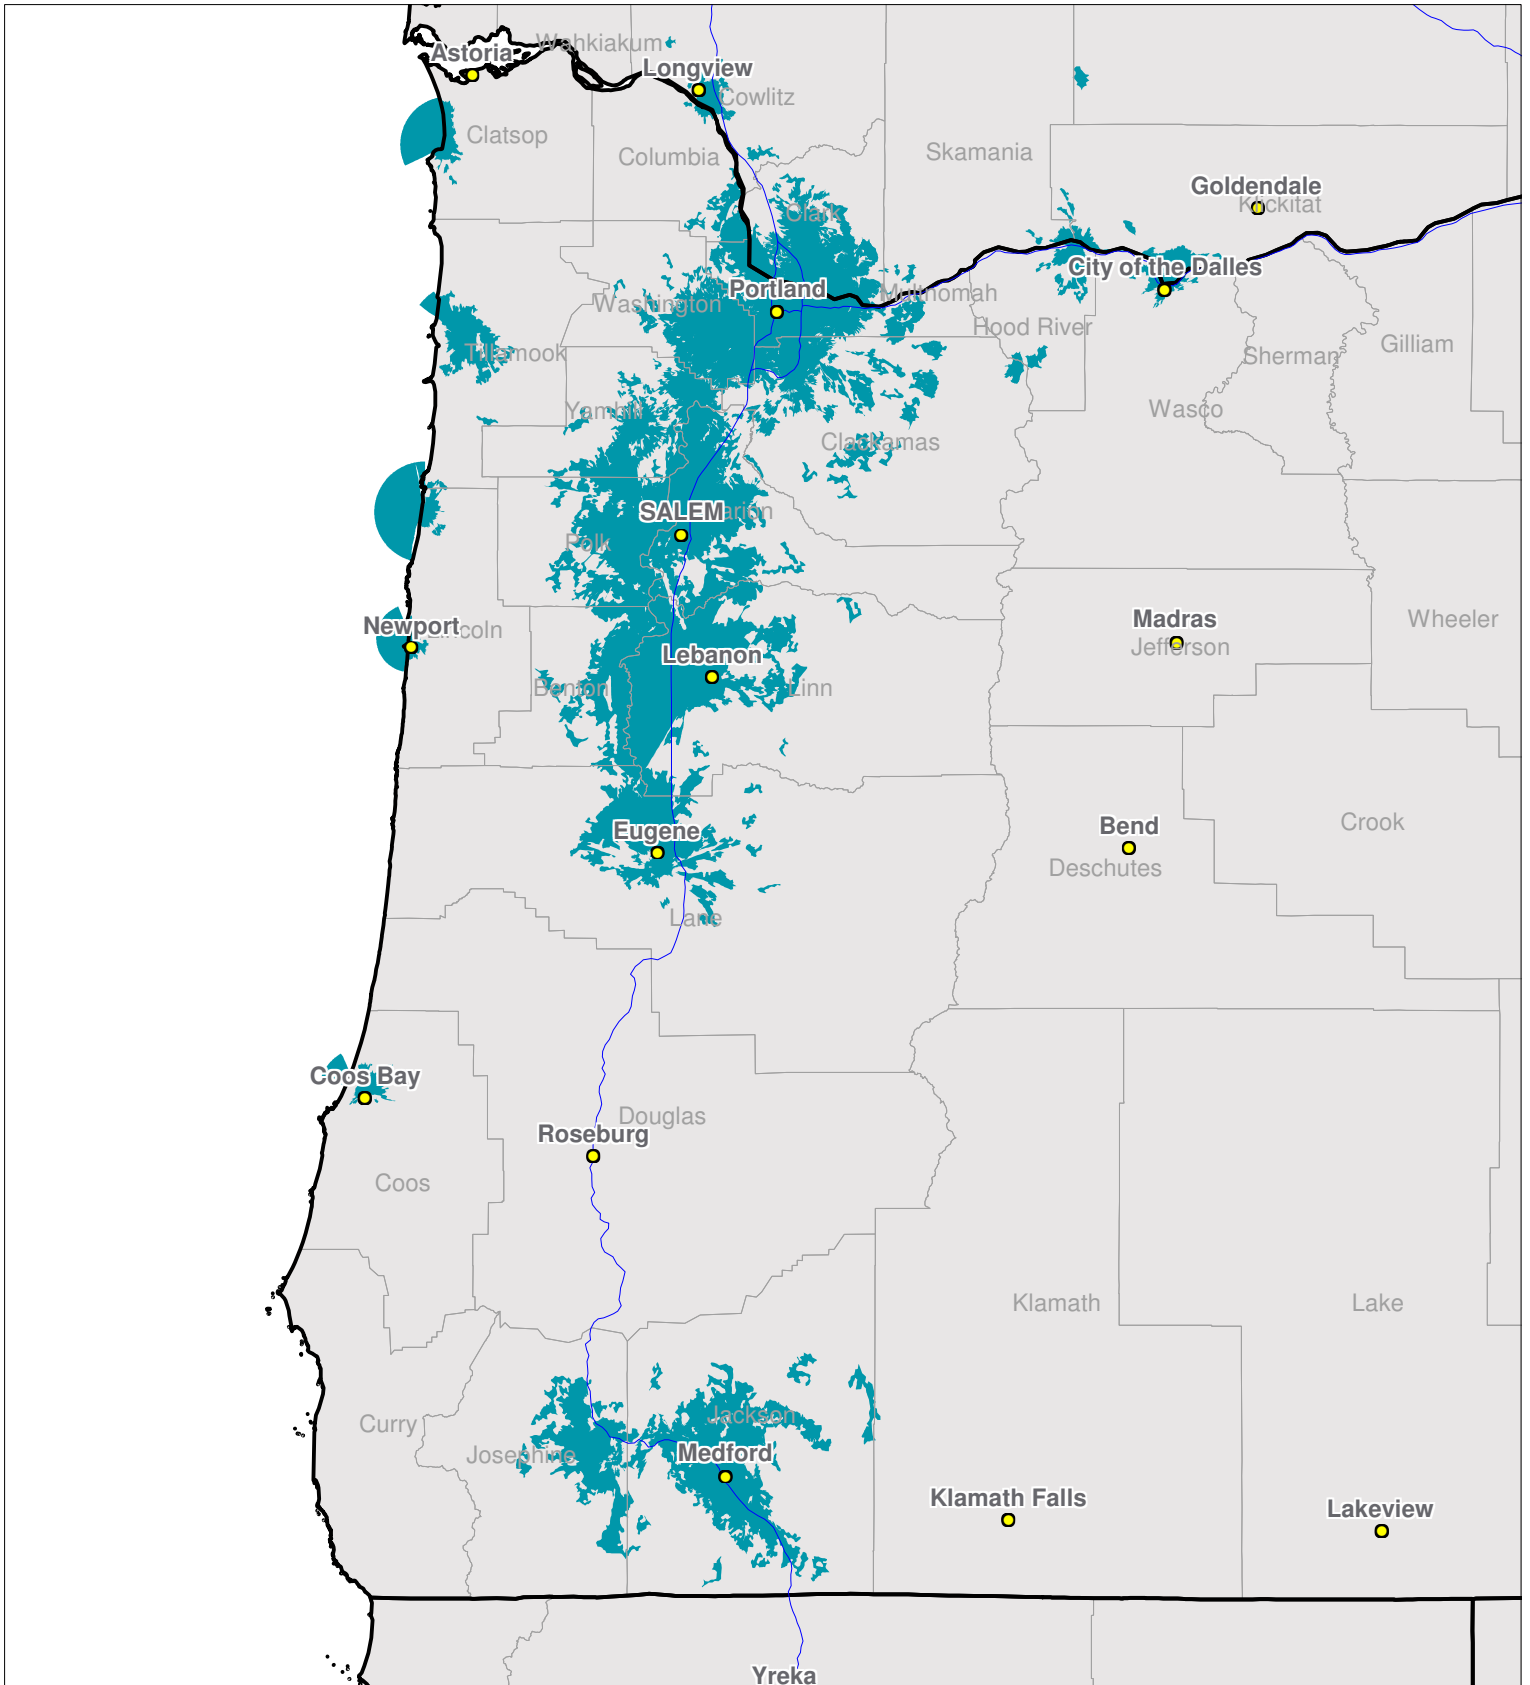 Wahkiakum
Astoria
Longview
Cowlitz
Clatsop
Columbia
Skamania
Goldendale
Klickitat
Clark
City of the Dalles
Portland
Multnomah
Washington
Hood River
Gilliam
Tillamook
Sherman
Yamhill
Wasco
Clackamas
SALEM
Marion
Polk
Newport
Lincoln
Madras
Jefferson
Wheeler
Lebanon
Benton
Linn
Eugene
Bend
Crook
Deschutes
Lane
Coos Bay
Douglas
Roseburg
Coos
Klamath
Lake
Curry
Jackson
Josephine
Medford
Klamath Falls
Lakeview
Yreka